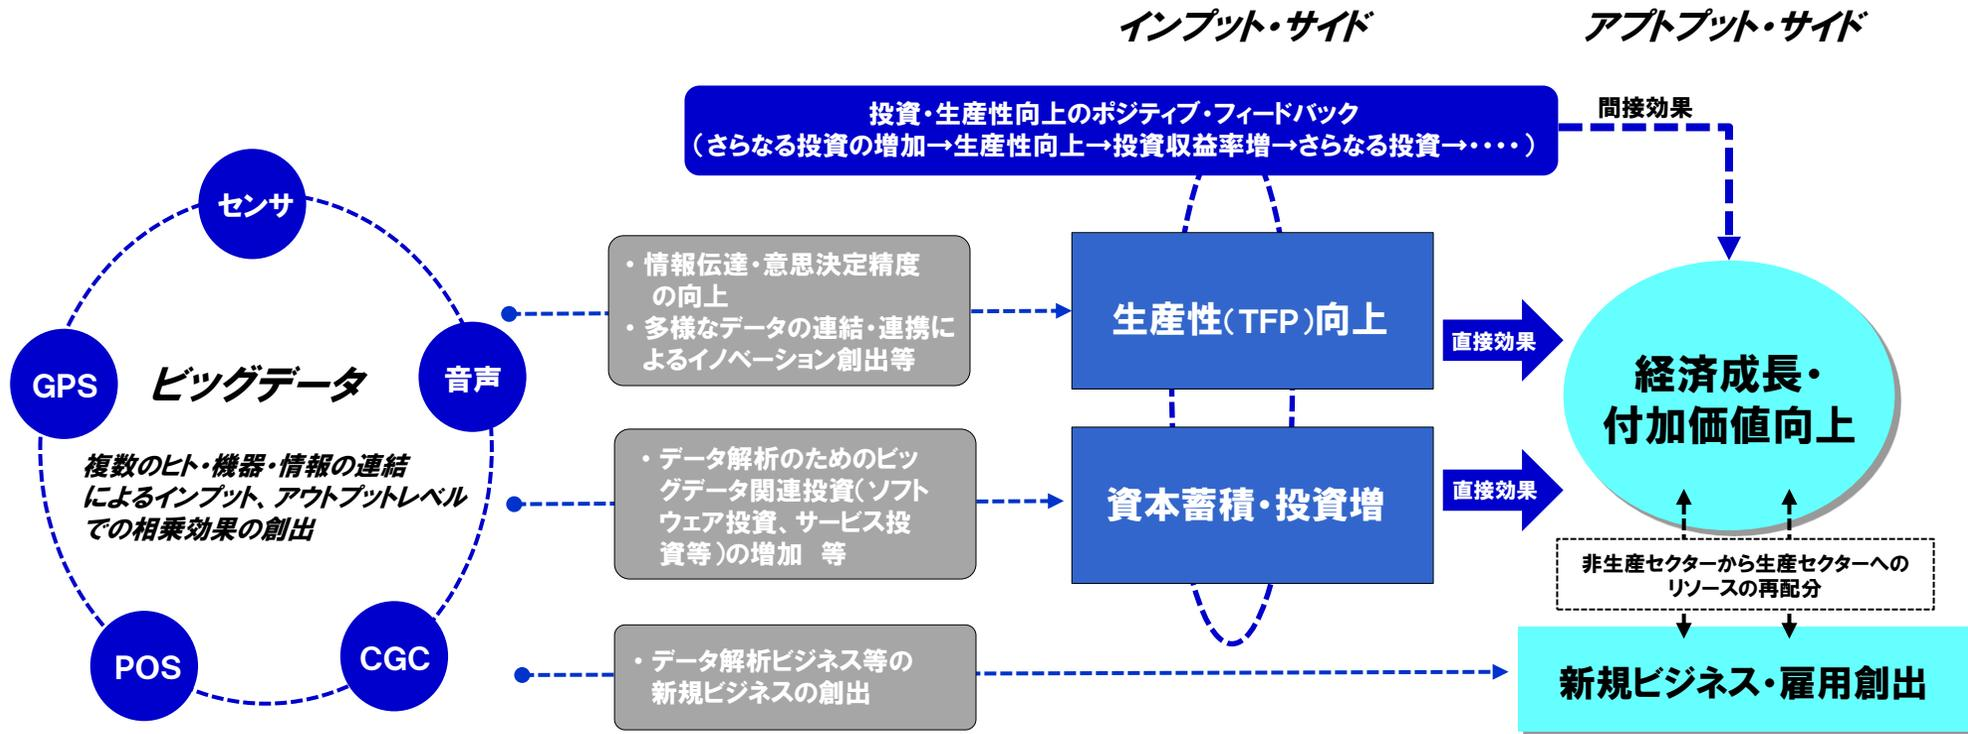 インプット・サイド
アプトプット・サイド
投資・生産性向上のポジティブ・フィードバック
（さらなる投資の増加→生産性向上→投資収益率増→さらなる投資→・・・・）
間接効果
センサ
GPS
音声
POS
CGC
ビッグデータ
複数のヒト・機器・情報の連結
によるインプット、アウトプットレベル
での相乗効果の創出
・情報伝達・意思決定精度
の向上
・多様なデータの連結・連携に
よるイノベーション創出等
生産性（TFP）向上
直接効果
・データ解析のためのビッ
グデータ関連投資（ソフト
ウェア投資、サービス投
資等）の増加　等
資本蓄積・投資増
直接効果
経済成長・
付加価値向上
非生産セクターから生産セクターへの
リソースの再配分
・データ解析ビジネス等の
新規ビジネスの創出
新規ビジネス・雇用創出